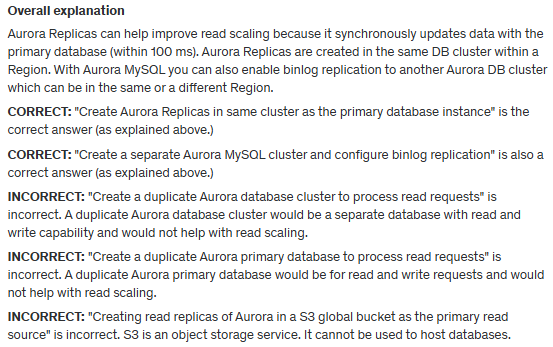 Overall explanation
Aurora Replicas can help improve read scaling because it synchronously updates data with the
primary database (within 100 ms). Aurora Replicas are created in the same DB cluster within a
Region. With Aurora MySQL you can also enable binlog replication to another Aurora DB cluster
which can be in the same or a different Region.
CORRECT: "Create Aurora Replicas in same cluster as the primary database instance" is the
correct answer (as explained above.)
CORRECT: "Create a separate Aurora MySQL cluster and configure binlog replication" is also a
correct answer (as explained above.)
INCORRECT: "Create a duplicate Aurora database cluster to process read requests" is
incorrect. A duplicate Aurora database cluster would be a separate database with read and
write capability and would not help with read scaling.
INCORRECT: "Create a duplicate Aurora primary database to process read requests" is
incorrect. A duplicate Aurora primary database would be for read and write requests and would
not help with read scaling.
INCORRECT: "Creating read replicas of Aurora in a S3 global bucket as the primary read
source" is incorrect. S3 is an object storage service. It cannot be used to host databases.